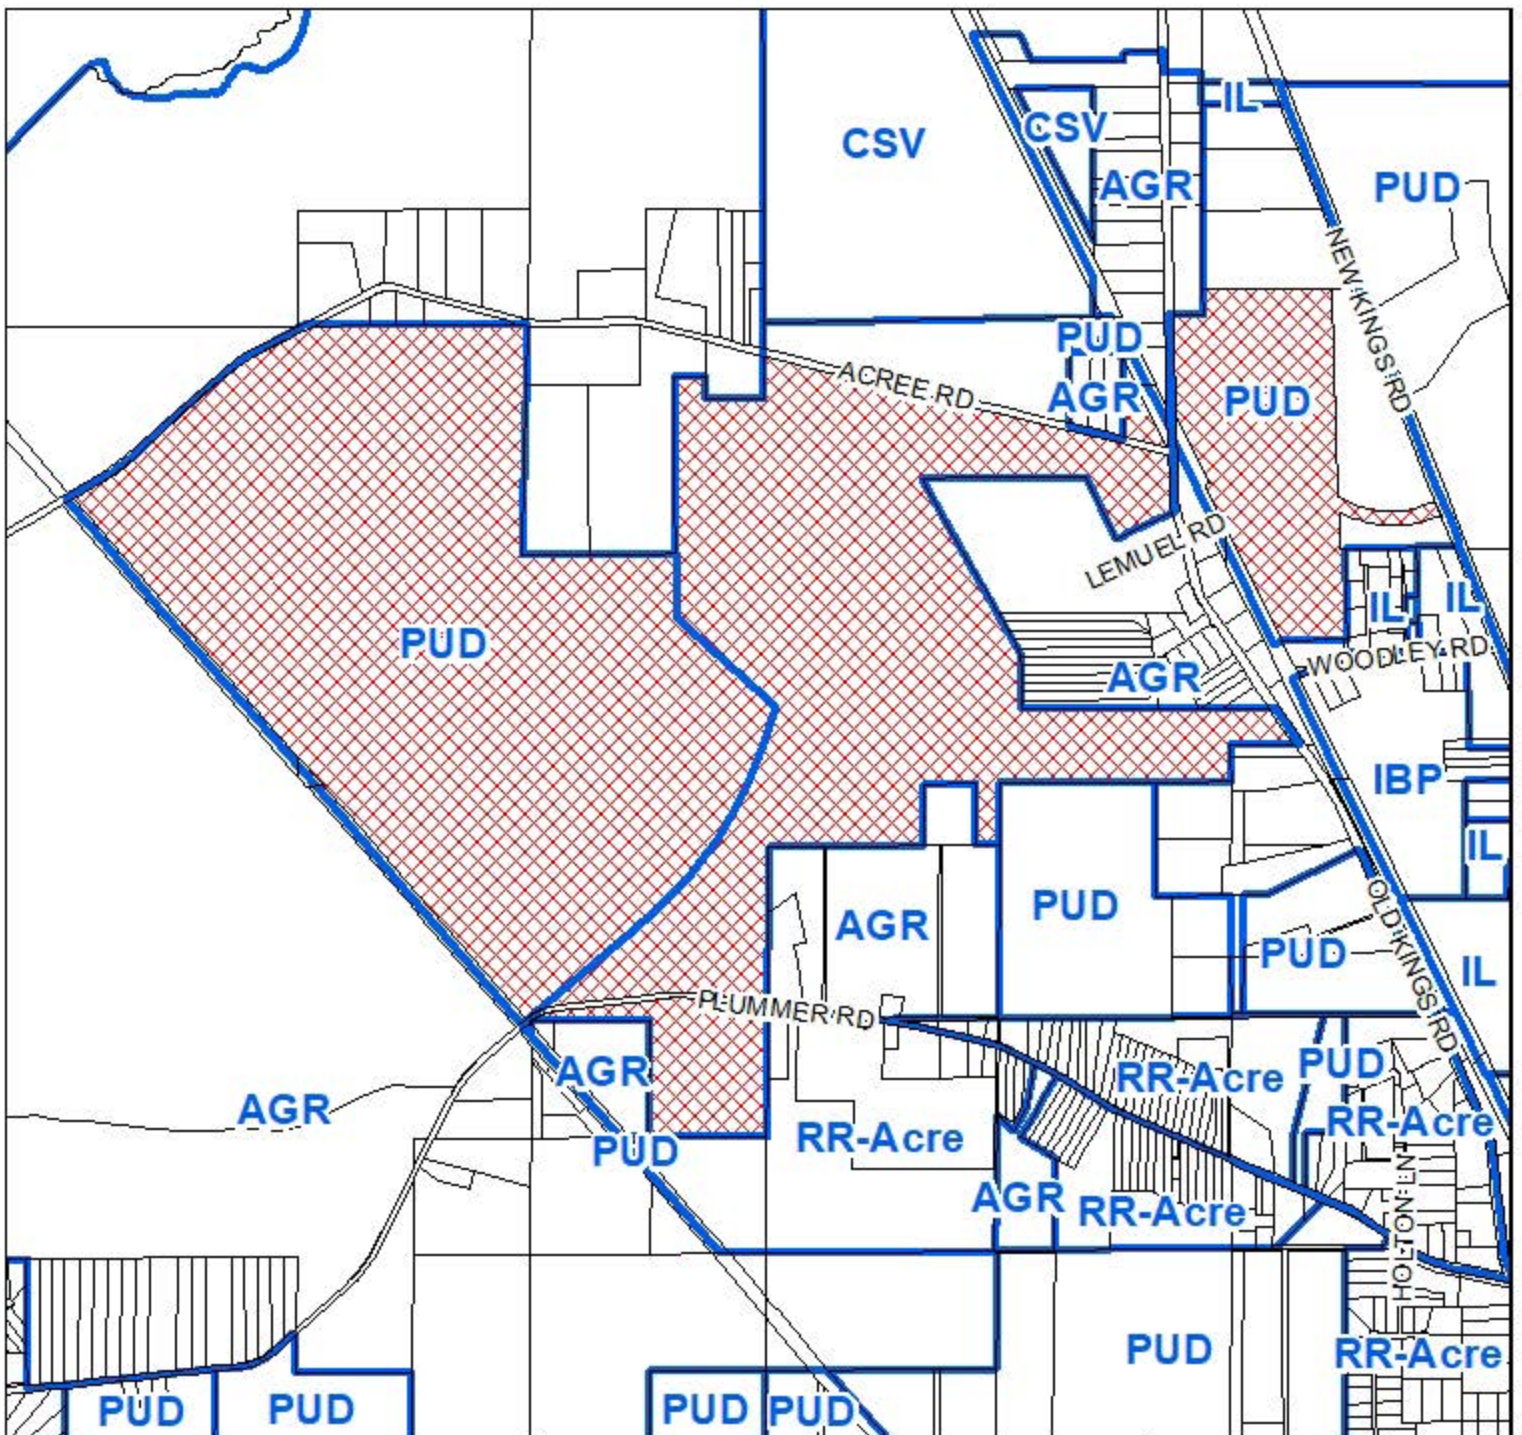 IL
CSV
CSV
AGR
PUD
NEW KINGS RD
PUD
ACREE RD
AGR
PUD
LEMUEL RD
IL
IL
PUD
WOODLEY RD
AGR
IBP
IL
PUD
AGR
OLD KINGS RD
PUD
IL
PLUMMER RD
AGR
PUD
RR-Acre
AGR
RR-Acre
RR-Acre
PUD
AGR
RR-Acre
HOLTON LN
PUD
RR-Acre
PUD
PUD
PUD
PUD